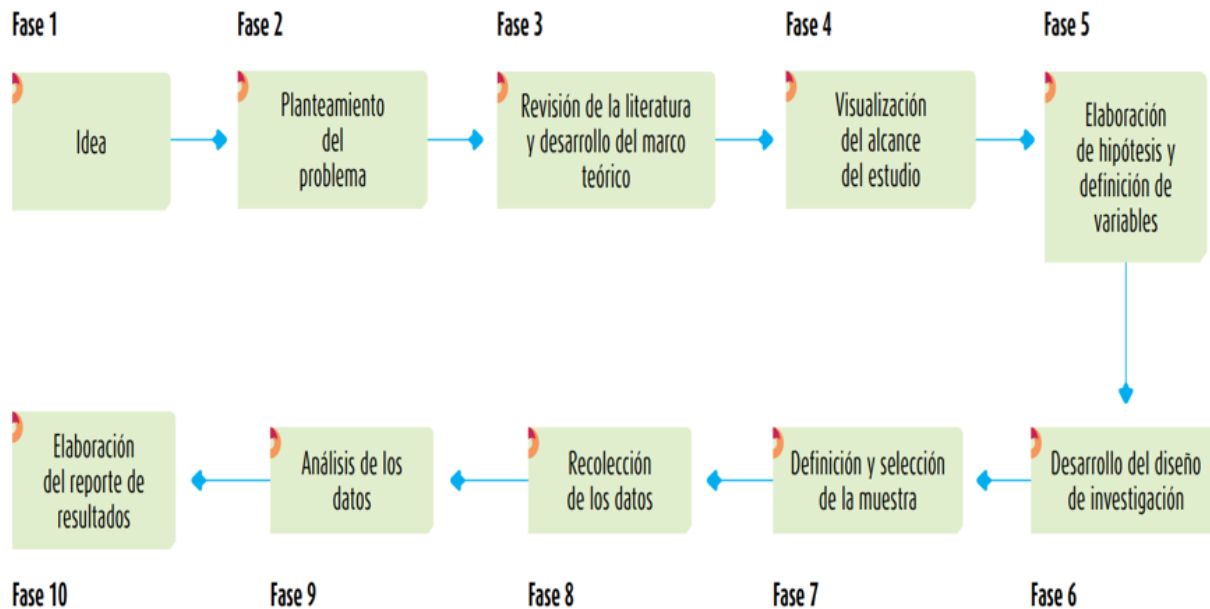 Fase 1
Fase 2
Fase 3
Fase 4
Fase 5
Idea
Planteamiento
del
problema
Revisión de la literatura
y desarrollo del marco
teórico
Visualización
del alcance
del estudio
Elaboración
de hipótesis y
definición de
variables
Desarrollo del diseño
de investigación
Definición y selección
de la muestra
Recolección
de los datos
Análisis de los
datos
Elaboración
del reporte de
resultados
Fase 10
Fase 9
Fase 8
Fase 7
Fase 6